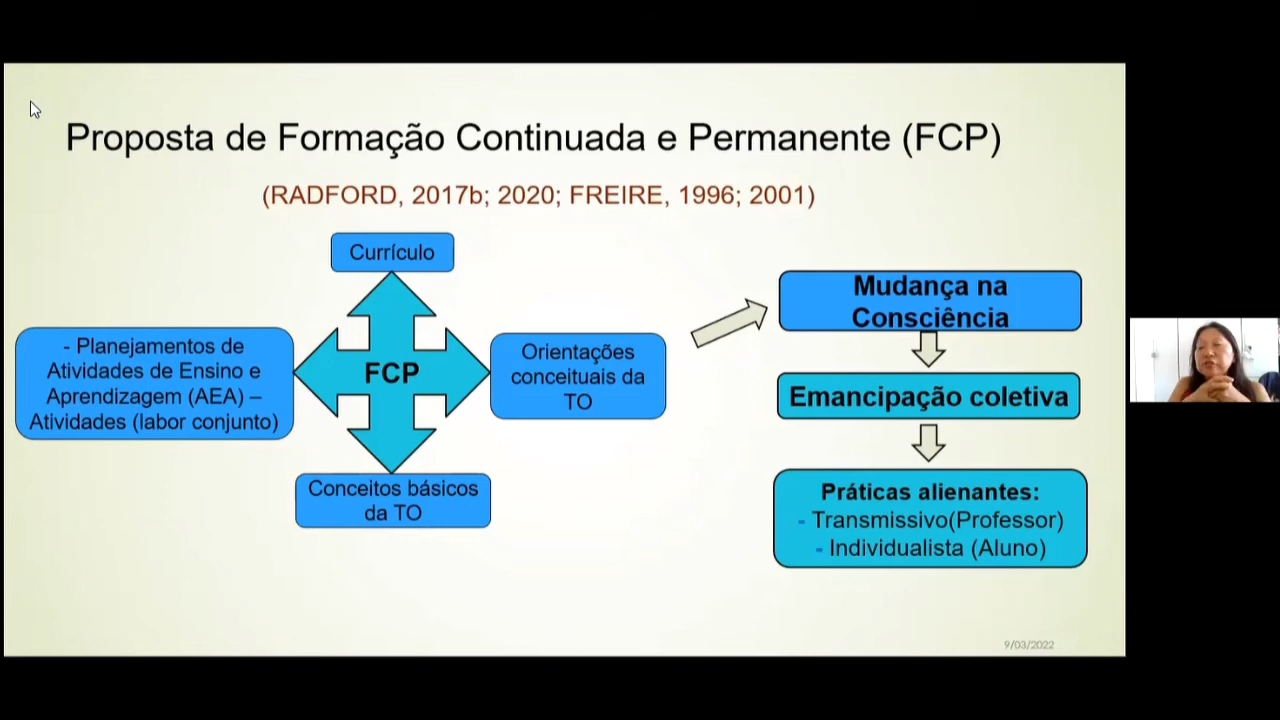 Proposta de Formação Continuada e Permanente (FCP)
(RADFORD, 2017b; 2020; FREIRE, 1996; 2001)
Currículo
- Planejamentos de
Atividades de Ensino e
Aprendizagem (AEA) –
Atividades (labor conjunto)
FCP
Orientações
conceituais da
TO
Conceitos básicos
da TO
Mudança na
Consciência
Emancipação coletiva
Práticas alienantes:
- Transmissivo(Professor)
- Individualista (Aluno)
9/03/2022